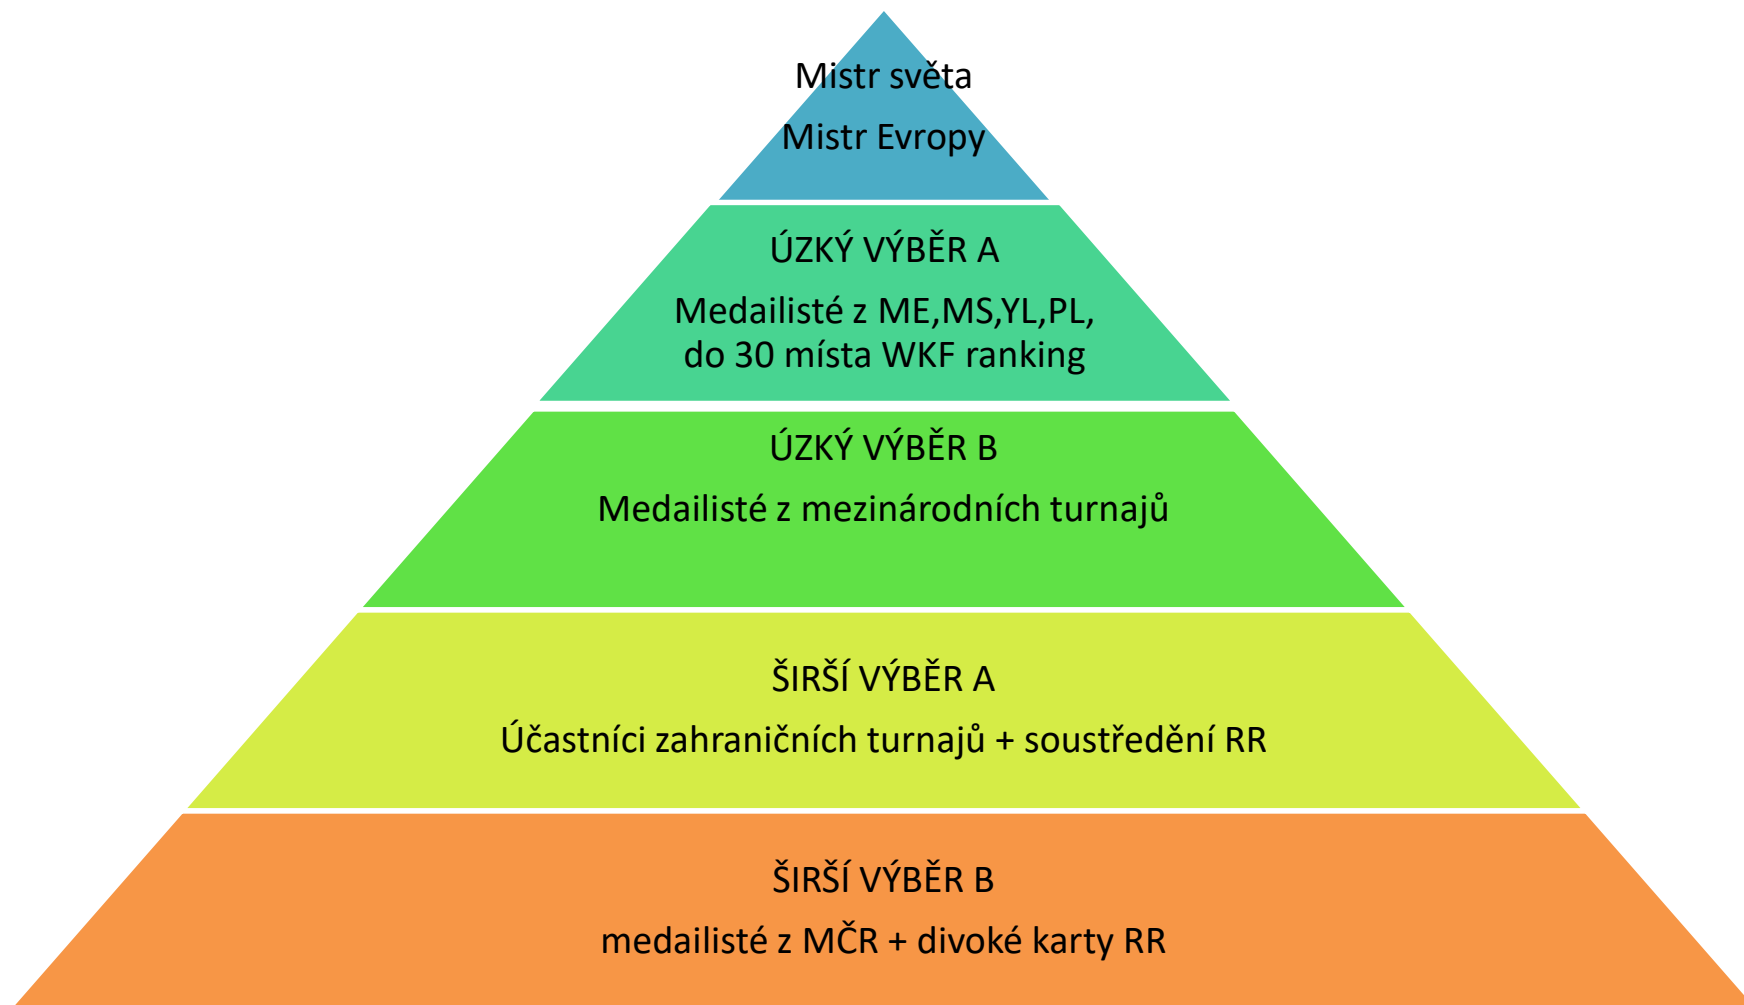 Mistr světa
Mistr Evropy
ÚZKÝ VÝBĚR A
Medailisté z ME,MS,YL,PL,
do 30 místa WKF ranking
ÚZKÝ VÝBĚR B
Medailisté z mezinárodních turnajů
ŠIRŠÍ VÝBĚR A
Účastníci zahraničních turnajů + soustředění RR
ŠIRŠÍ VÝBĚR B
medailisté z MČR + divoké karty RR